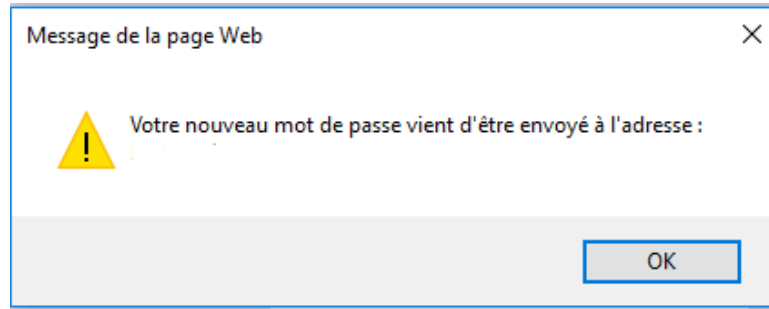 Message de la page Web
Votre nouveau mot de passe vient d'être envoyé à l'adresse :
OK